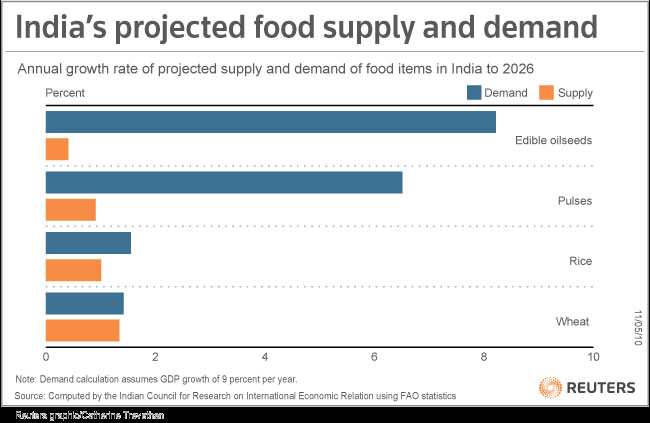 India's projected food supply and demand
Annual growth rate of projected supply and demand of food items in India to 2026
Percent
Demand
Supply
Edible oilseeds
Pulses
Rice
Wheat
0 2 4 6 8 10
11/05/10
Note: Demand calculation assumes GDP growth of 9 percent per year.
Source: Computed by the Indian Council for Research on International Economic Relation using FAO statistics
REUTERS
Reuters graphic/Catherine